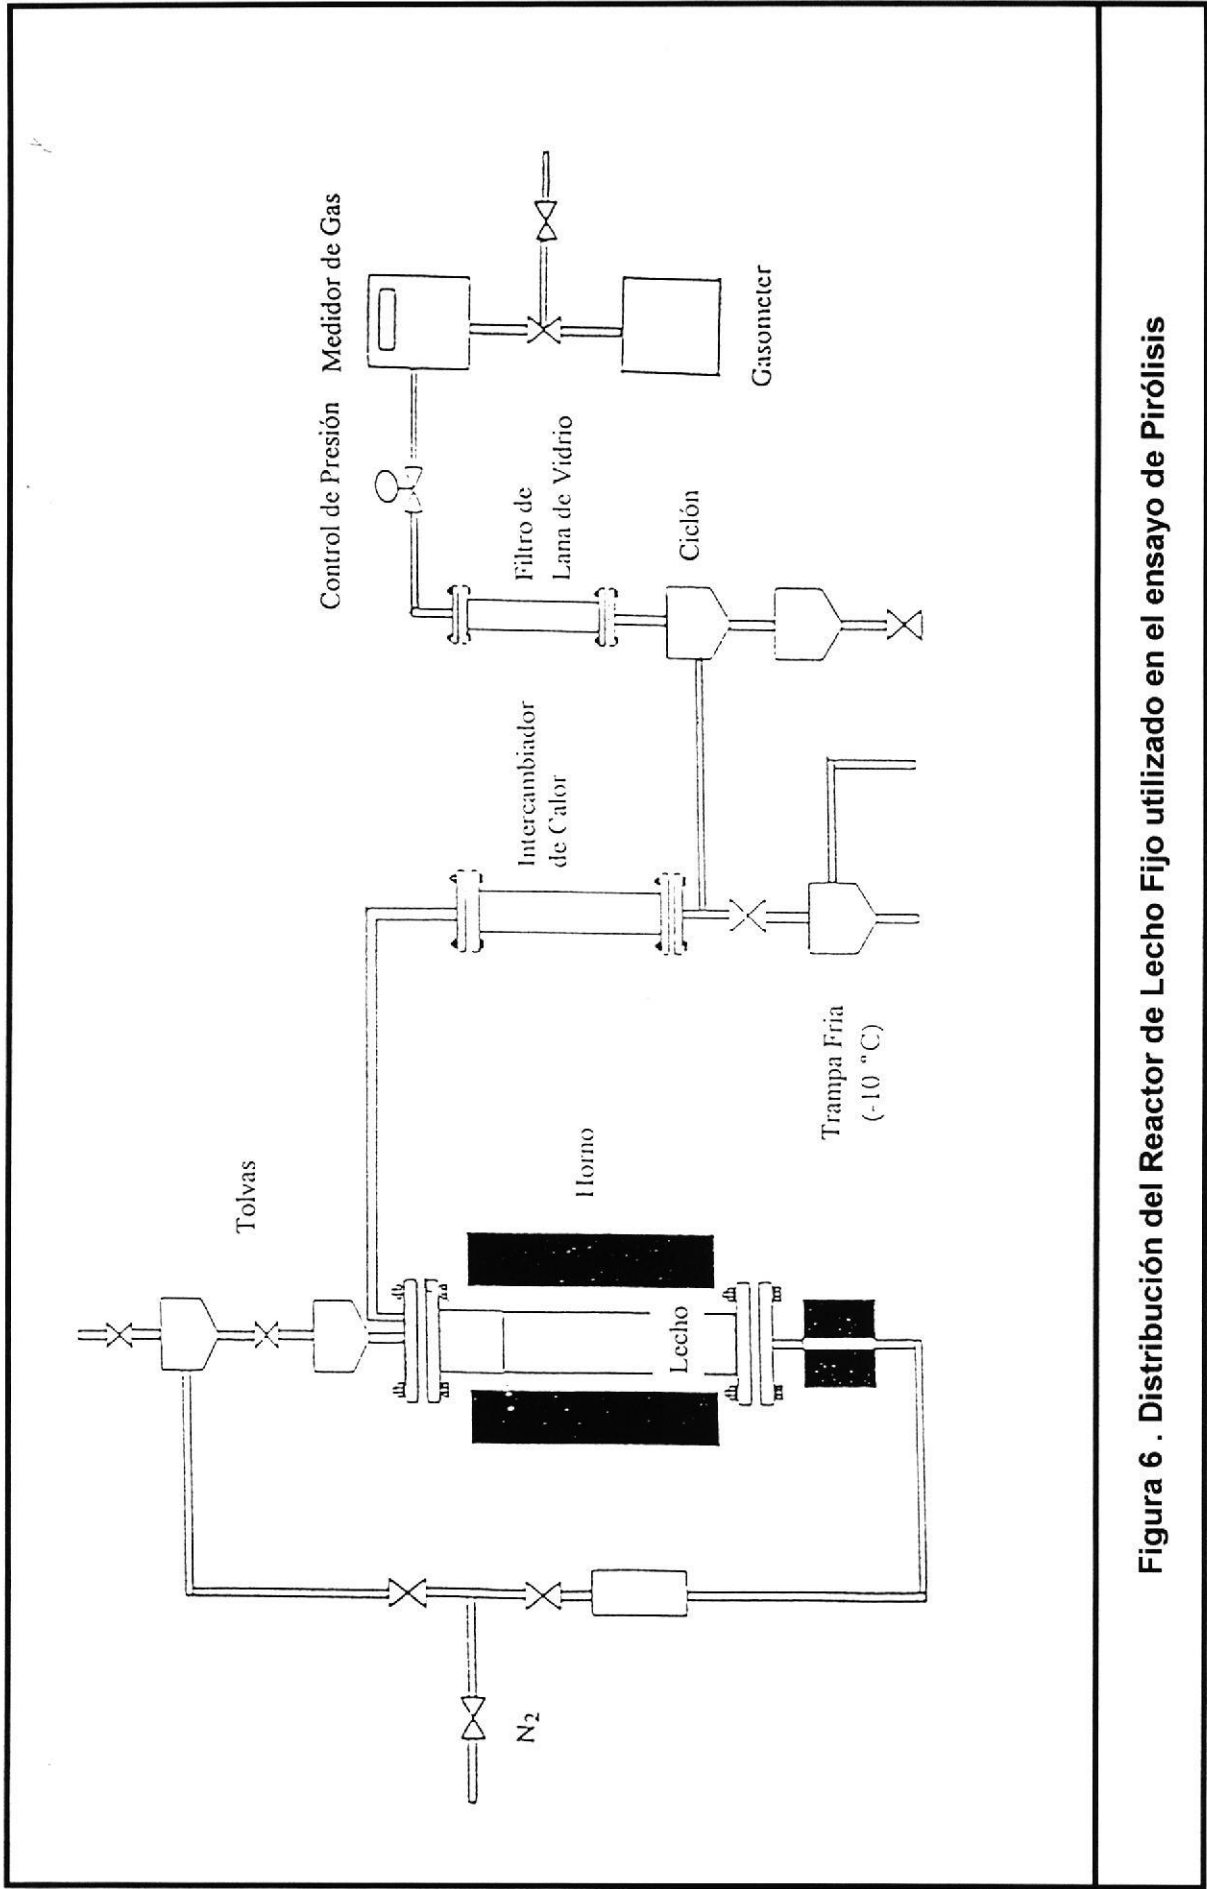 Tolvas
N2
Lecho
Horno
Trampa Fria
(-10 °C)
Intercambiador
de Calor
Control de Presión
Medidor de Gas
Filtro de
Lana de Vidrio
Ciclón
Gasometer
Figura 6 . Distribución del Reactor de Lecho Fijo utilizado en el ensayo de Pirólisis